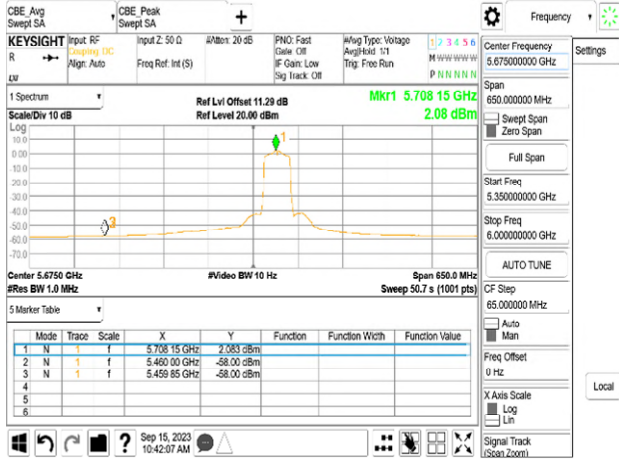 CBE_Avg
Swept SA
CBE_Peak
Swept SA
+
Frequency
KEYSIGHT
R
Input: RF
Coupling: DC
Align: Auto
Input Z: 50 Ω
Freq Ref: Int (S)
#Atten: 20 dB
PNO: Fast
Gate: Off
IF Gain: Low
Sig Track: Off
#Avg Type: Voltage
Avg|Hold: 1/1
Trig: Free Run
1 2 3 4 5 6
M W W W W W
P N N N N N
1 Spectrum
Scale/Div 10 dB
Ref Lvl Offset 11.29 dB
Ref Level 20.00 dBm
Mkr1 5.708 15 GHz
2.08 dBm
Log
10.0
0.00
-10.0
-20.0
-30.0
-40.0
-50.0
-60.0
-70.0
1
Center 5.6750 GHz
#Res BW 1.0 MHz
#Video BW 10 Hz
Span 650.0 MHz
Sweep 50.7 s (1001 pts)
5 Marker Table
Mode Trace Scale X Y Function Function Width Function Value
1 N 1 f 5.708 15 GHz 2.083 dBm
2 N 1 f 5.460 00 GHz -58.00 dBm
3 N 1 f 5.459 85 GHz -58.00 dBm
4
5
6
Sep 15, 2023
10:42:07 AM
?
Center Frequency
5.675000000 GHz
Span
650.000000 MHz
Swept Span
Zero Span
Full Span
Start Freq
5.350000000 GHz
Stop Freq
6.000000000 GHz
AUTO TUNE
CF Step
65.000000 MHz
Auto
Man
Freq Offset
0 Hz
X Axis Scale
Log
Lin
Signal Track
(Span Zoom)
Settings
Local